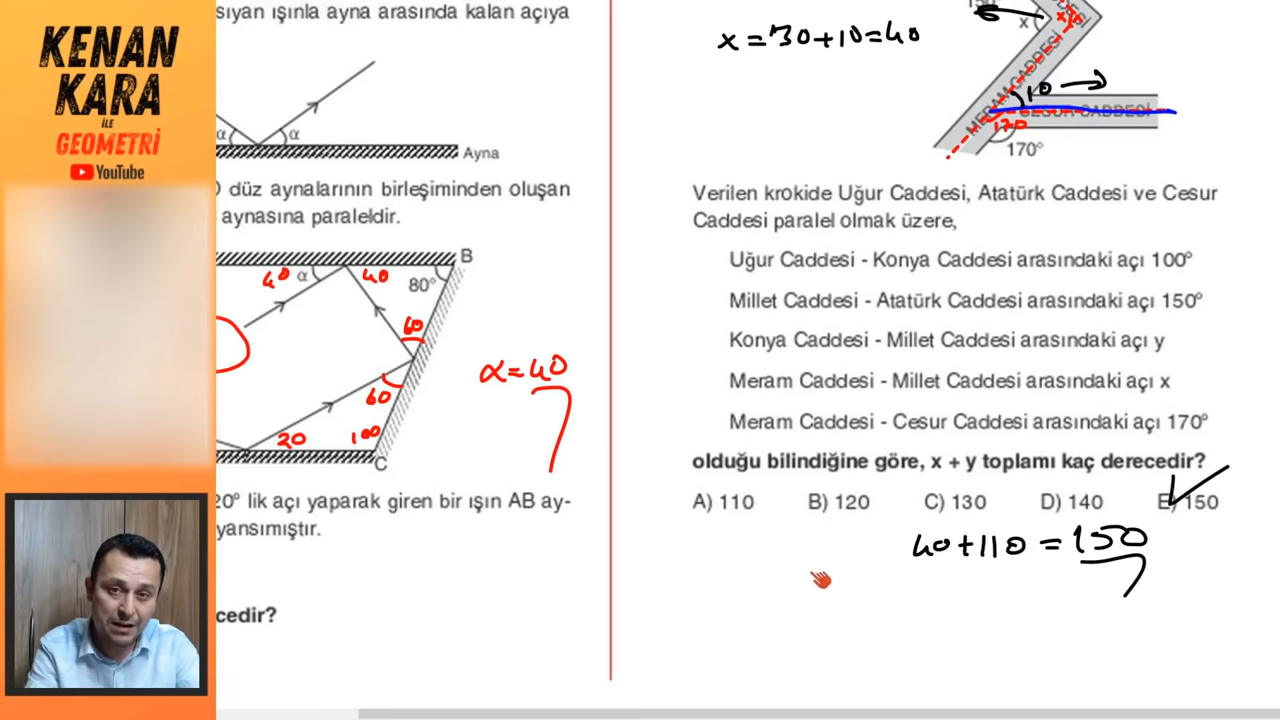 KENAN
KARA
İLE
GEOMETRİ
YouTube
sıyan ışınla ayna arasında kalan açıya
α
α
Ayna
düz aynalarının birleşiminden oluşan
aynasına paraleldir.
B
40
α
40
80°
60
60
20
100
C
α=40
20° lik açı yaparak giren bir ışın AB ay-
yansımıştır.
cedir?
x = 30+10=40
x
MERAM CADDESİ
10
CESUR CADDESİ
170°
Verilen krokide Uğur Caddesi, Atatürk Caddesi ve Cesur
Caddesi paralel olmak üzere,
Uğur Caddesi - Konya Caddesi arasındaki açı 100°
Millet Caddesi - Atatürk Caddesi arasındaki açı 150°
Konya Caddesi - Millet Caddesi arasındaki açı y
Meram Caddesi - Millet Caddesi arasındaki açı x
Meram Caddesi - Cesur Caddesi arasındaki açı 170°
olduğu bilindiğine göre, x + y toplamı kaç derecedir?
A) 110 B) 120 C) 130 D) 140 E) 150
40+110 = 150